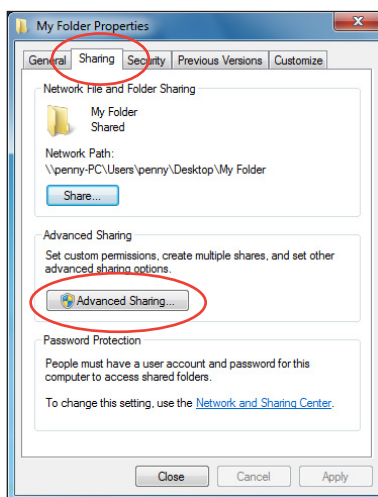 My Folder Properties
General Sharing Security Previous Versions Customize
Network File and Folder Sharing
My Folder
Shared
Network Path:
\\penny-PC\Users\penny\Desktop\My Folder
Share...
Advanced Sharing
Set custom permissions, create multiple shares, and set other
advanced sharing options.
Advanced Sharing...
Password Protection
People must have a user account and password for this
computer to access shared folders.
To change this setting, use the Network and Sharing Center.
Close Cancel Apply